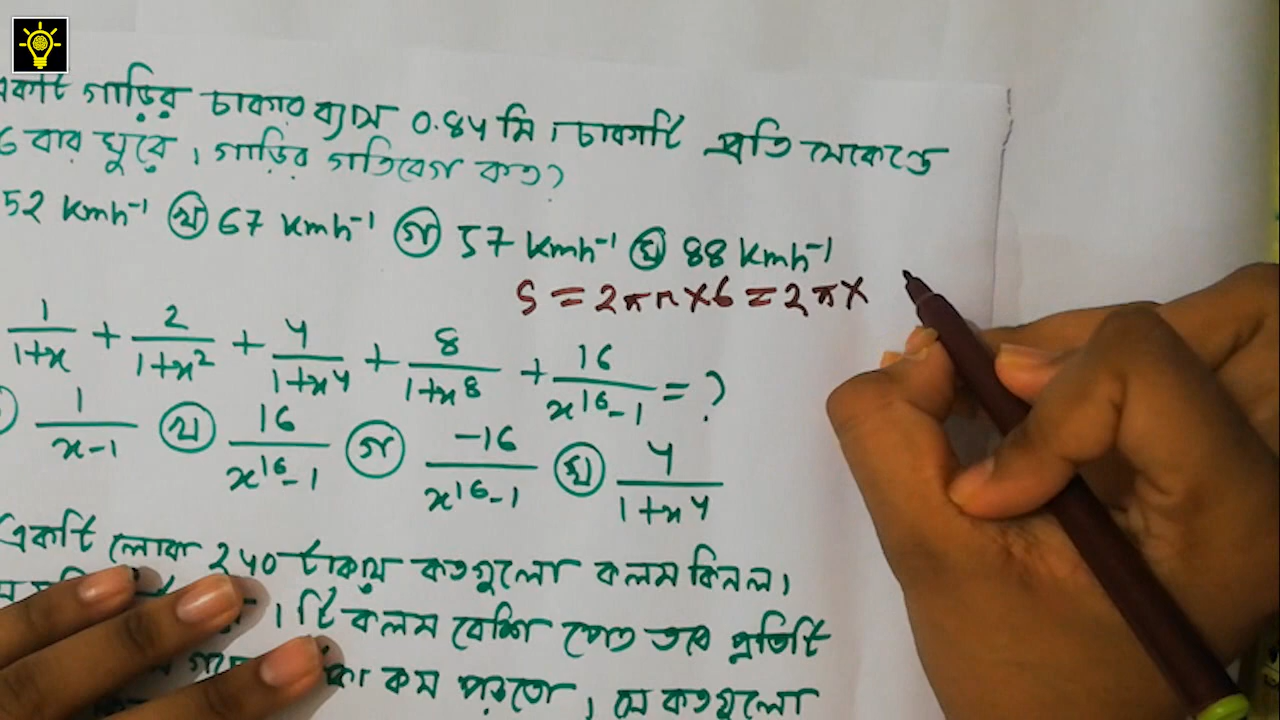 একটি গাড়ির চাকার ব্যাস 0.84 মি। চাকাটি প্রতি সেকেন্ডে
6 বার ঘুরে। গাড়ির গতিবেগ কত?
52 kmh⁻¹ খ 67 kmh⁻¹ গ 57 kmh⁻¹ ঘ 88 kmh⁻¹
S = 2πr×6 = 2π×
1/(1+x) + 2/(1+x²) + 4/(1+x⁴) + 8/(1+x⁸) + 16/(x¹⁶-1) = ?
1/(x-1) খ 16/(x¹⁶-1) গ -16/(x¹⁶-1) ঘ 4/(1+x⁴)
একটি লোক ২৪০ টাকায় কতগুলো কলম কিনল।
১টি কলম বেশি পেত তবে প্রতিটি
কম পড়তো, সে কতগুলো